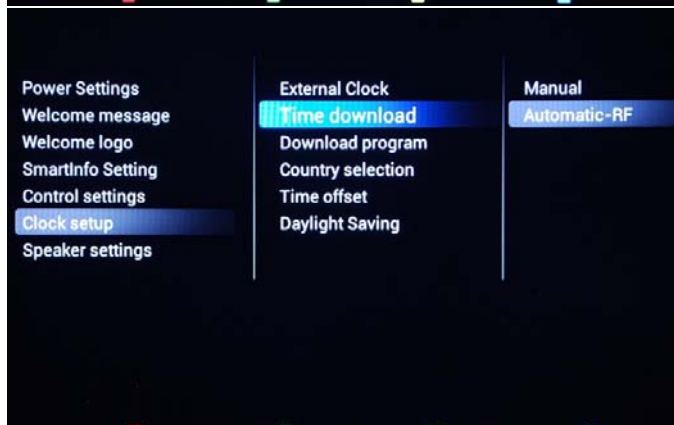 Power Settings
Welcome message
Welcome logo
SmartInfo Setting
Control settings
Clock setup
Speaker settings
External Clock
Time download
Download program
Country selection
Time offset
Daylight Saving
Manual
Automatic-RF